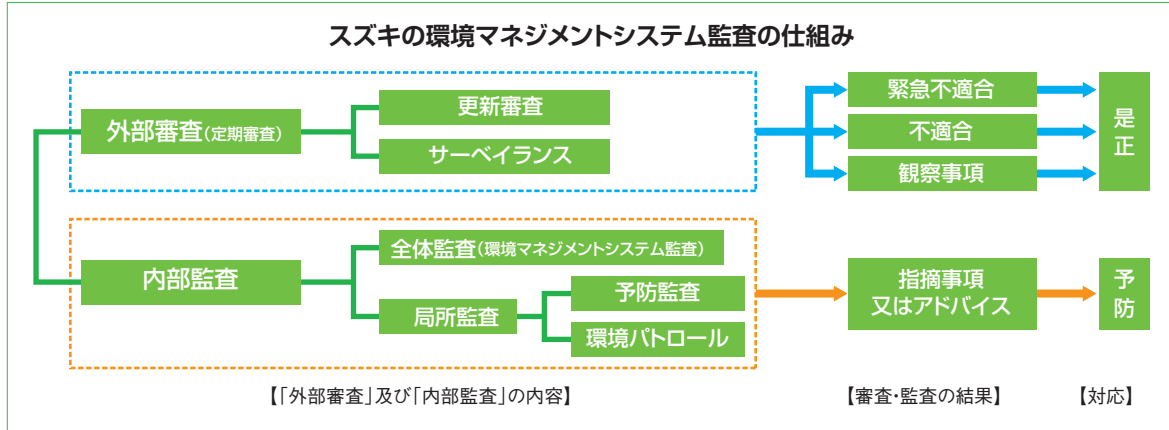 スズキの環境マネジメントシステム監査の仕組み
外部審査(定期審査)
更新審査
サーベイランス
緊急不適合
不適合
観察事項
是正
内部監査
全体監査(環境マネジメントシステム監査)
局所監査
予防監査
環境パトロール
指摘事項
又はアドバイス
予防
【「外部審査」及び「内部監査」の内容】
【審査・監査の結果】
【対応】